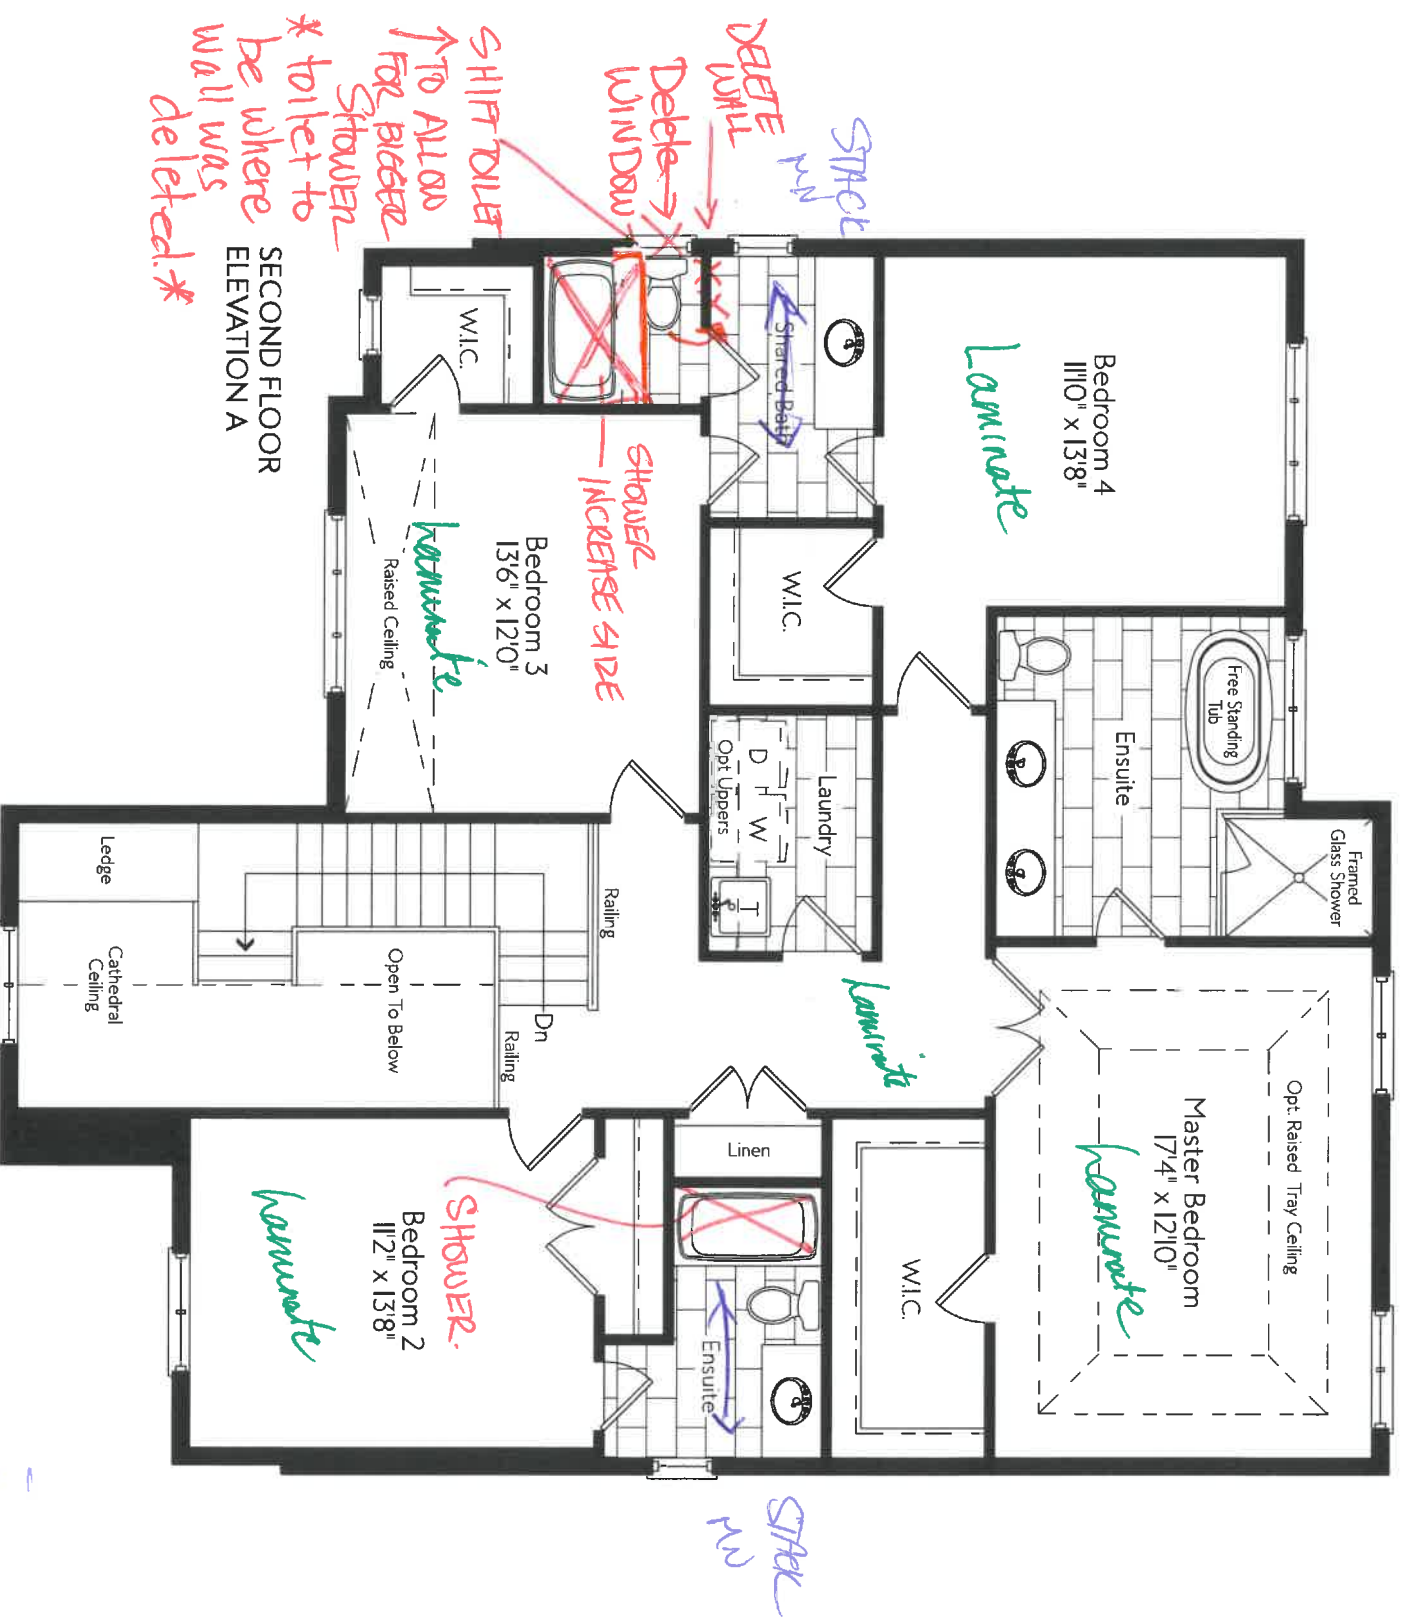 SECOND FLOOR
ELEVATION A
DELETE
WALL
Delete →
WINDOW
SHIFT TOILET
↑ TO ALLOW
FOR BIGGER
SHOWER
* toilet to
be where
wall was
deleted. *
STACK
Bedroom 4
11'10" x 13'8"
Laminate
Shared Bath
W.I.C.
W.I.C.
SHOWER
— INCREASE SIZE
Bedroom 3
13'6" x 12'0"
Laminate
Raised Ceiling
Free Standing
Tub
Ensuite
Framed
Glass Shower
Laundry
D W
Opt Uppers
T
Railing
Ledge
Cathedral
Ceiling
Open To Below
Dn
Railing
Laminate
Opt. Raised Tray Ceiling
Master Bedroom
17'4" x 12'10"
Laminate
Linen
W.I.C.
SHOWER.
Bedroom 2
11'2" x 13'8"
Laminate
Ensuite
STACK